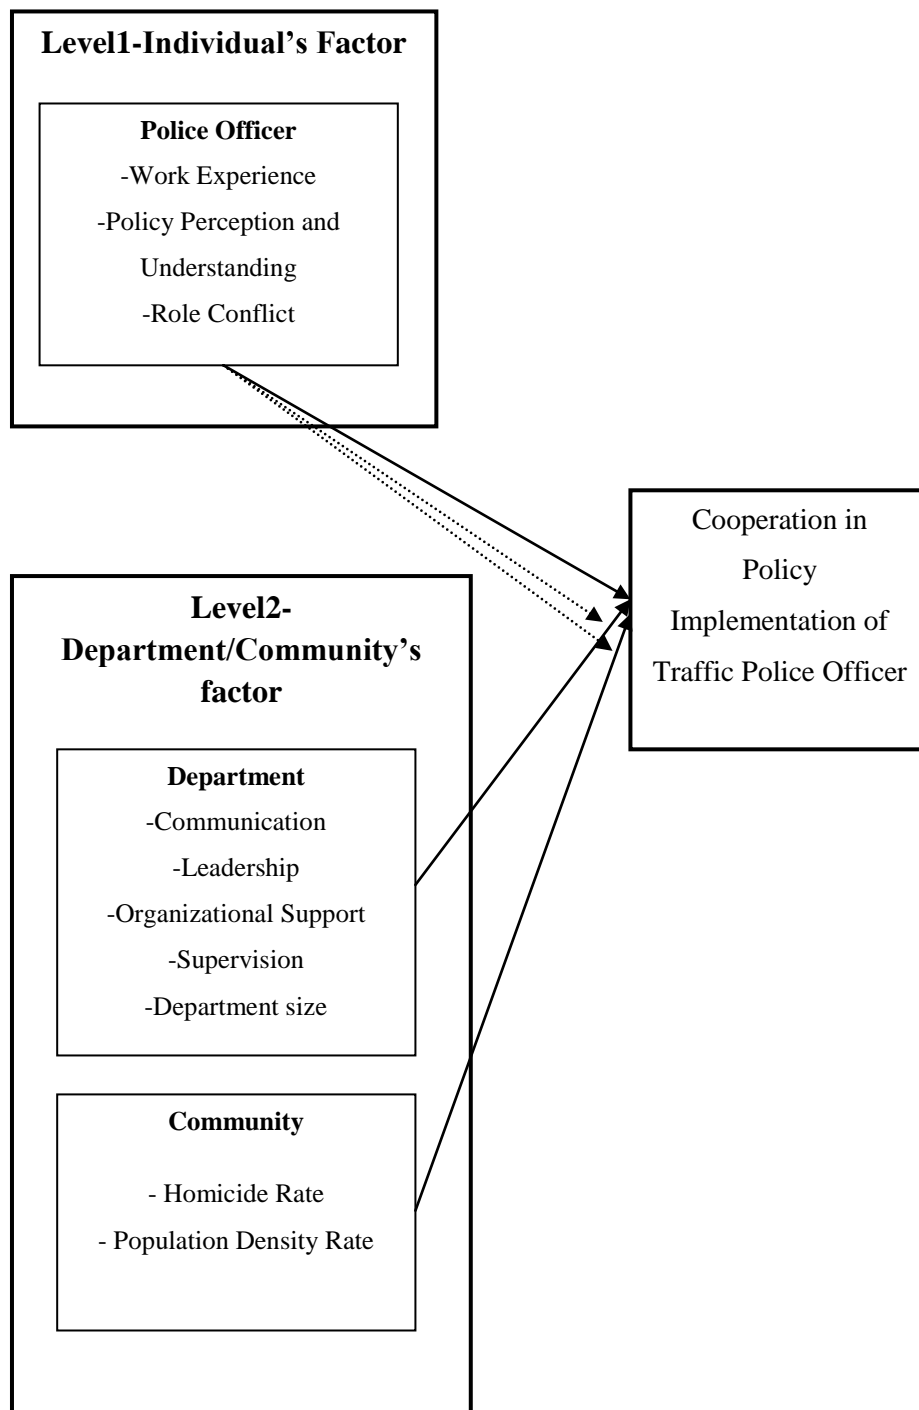 Level1-Individual’s Factor
Police Officer
-Work Experience
-Policy Perception and
Understanding
-Role Conflict
Cooperation in
Policy
Implementation of
Traffic Police Officer
Level2-
Department/Community’s
factor
Department
-Communication
-Leadership
-Organizational Support
-Supervision
-Department size
Community
- Homicide Rate
- Population Density Rate